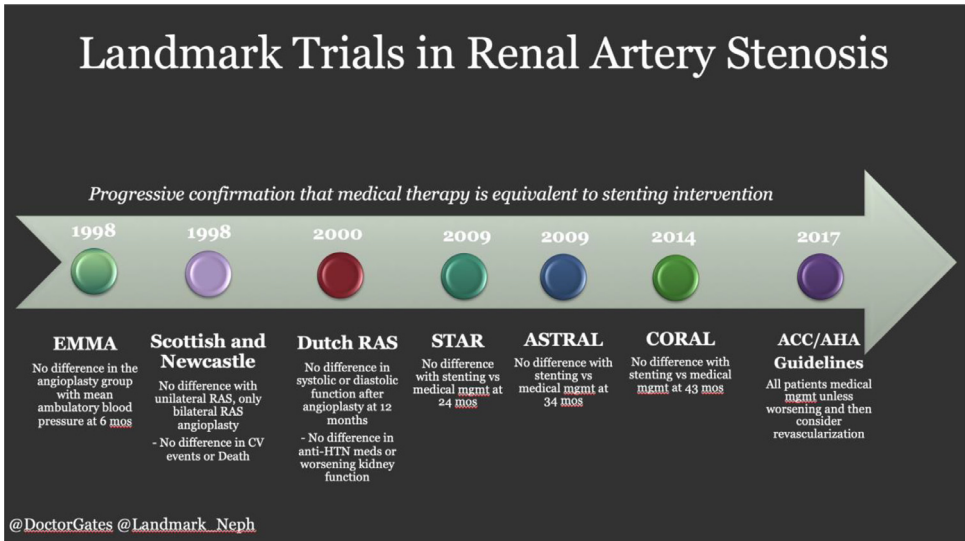 Landmark Trials in Renal Artery Stenosis
Progressive confirmation that medical therapy is equivalent to stenting intervention
1998
1998
2000
2009
2009
2014
2017
EMMA
No difference in the
angioplasty group
with mean
ambulatory blood
pressure at 6 mos
Scottish and
Newcastle
No difference with
unilateral RAS, only
bilateral RAS
angioplasty
- No difference in CV
events or Death
Dutch RAS
No difference in
systolic or diastolic
function after
angioplasty at 12
months
- No difference in
anti-HTN meds or
worsening kidney
function
STAR
No difference
with stenting vs
medical mgmt at
24 mos
ASTRAL
No difference with
stenting vs
medical mgmt at
34 mos
CORAL
No difference with
stenting vs medical
mgmt at 43 mos
ACC/AHA
Guidelines
All patients medical
mgmt unless
worsening and then
consider
revascularization
@DoctorGates @Landmark_Neph